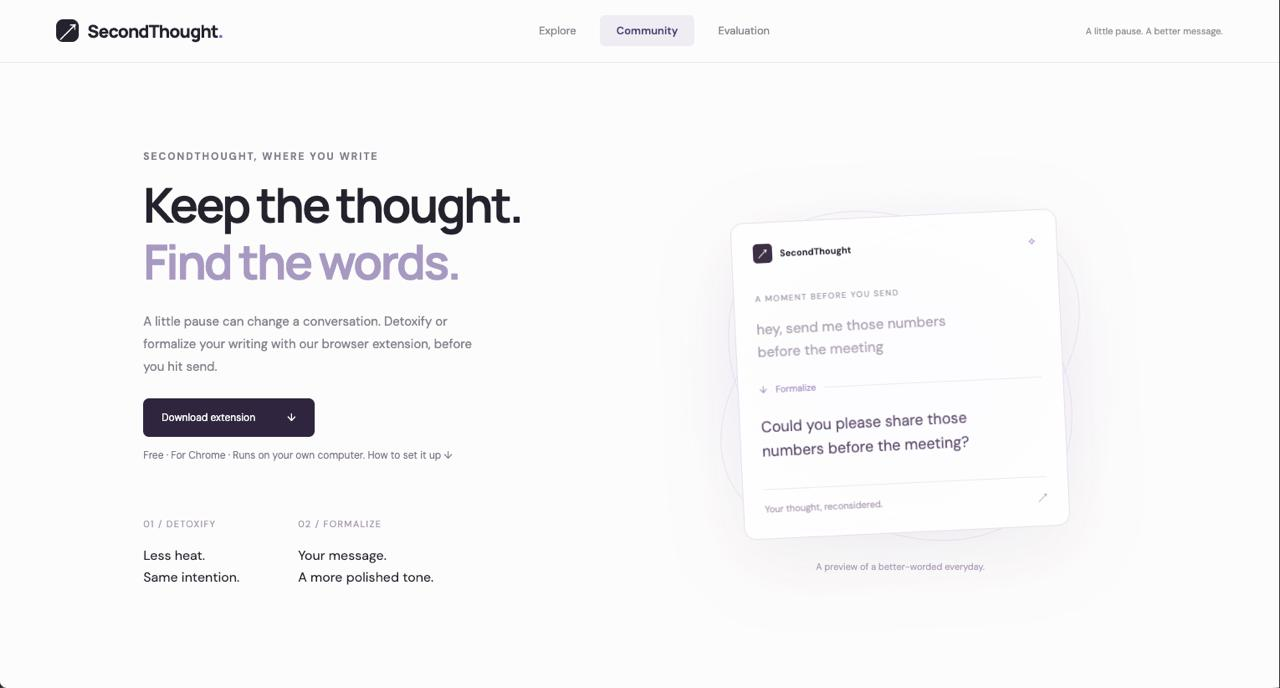 SecondThought.
Explore
Community
Evaluation
A little pause. A better message.
SECONDTHOUGHT, WHERE YOU WRITE
Keep the thought.
Find the words.
A little pause can change a conversation. Detoxify or
formalize your writing with our browser extension, before
you hit send.
Download extension ↓
Free · For Chrome · Runs on your own computer. How to set it up ↓
01 / DETOXIFY
Less heat.
Same intention.
02 / FORMALIZE
Your message.
A more polished tone.
SecondThought
A MOMENT BEFORE YOU SEND
hey, send me those numbers
before the meeting
↓ Formalize
Could you please share those
numbers before the meeting?
Your thought, reconsidered.
A preview of a better-worded everyday.